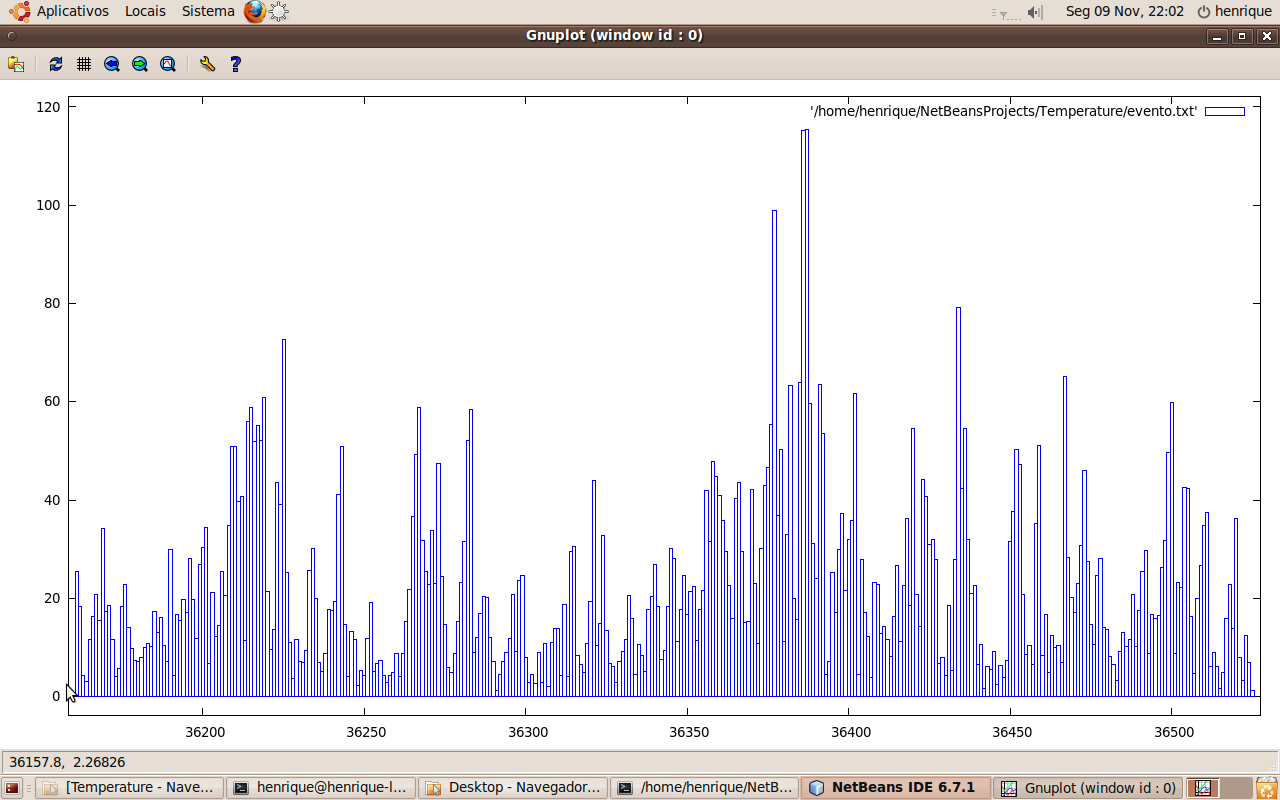 Aplicativos Locais Sistema Seg 09 Nov, 22:02 henrique
Gnuplot (window id : 0)
?
'/home/henrique/NetBeansProjects/Temperature/evento.txt'
120
100
80
60
40
20
0
36200 36250 36300 36350 36400 36450 36500
36157.8, 2.26826
[Temperature - Nave... henrique@henrique-l... Desktop - Navegador... /home/henrique/NetB... NetBeans IDE 6.7.1 Gnuplot (window id : 0)